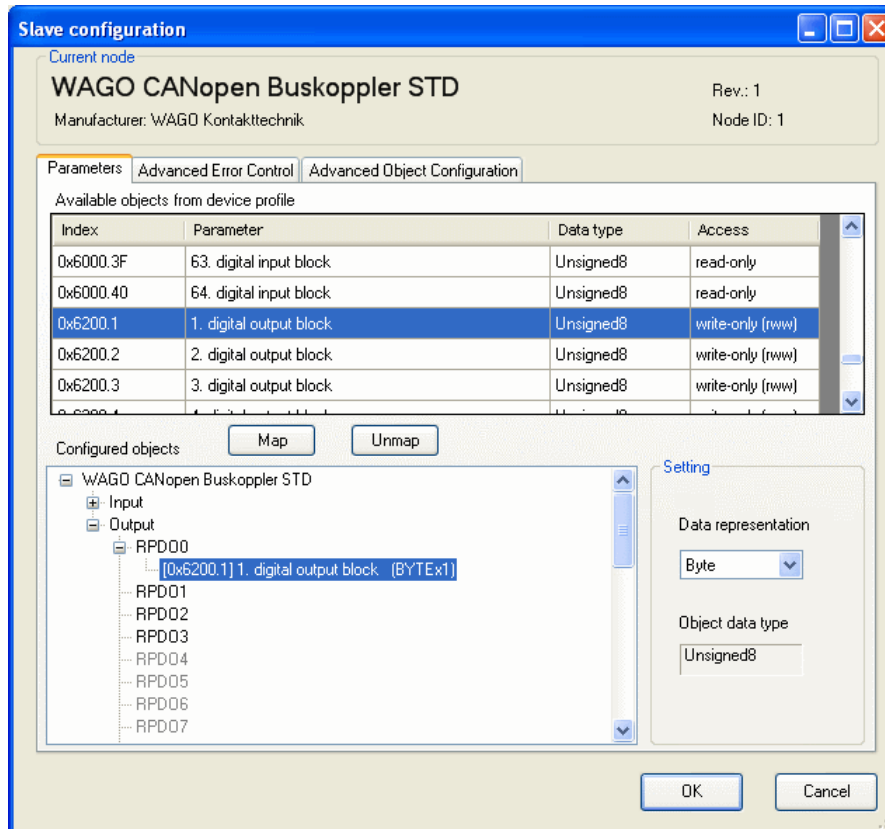 Slave configuration
Current node
WAGO CANopen Buskoppler STD
Rev.: 1
Manufacturer: WAGO Kontakttechnik
Node ID: 1
Parameters Advanced Error Control Advanced Object Configuration
Available objects from device profile
Index Parameter Data type Access
0x6000.3F 63. digital input block Unsigned8 read-only
0x6000.40 64. digital input block Unsigned8 read-only
0x6200.1 1. digital output block Unsigned8 write-only (rww)
0x6200.2 2. digital output block Unsigned8 write-only (rww)
0x6200.3 3. digital output block Unsigned8 write-only (rww)
Configured objects Map Unmap
WAGO CANopen Buskoppler STD
Input
Output
RPDO0
[0x6200.1] 1. digital output block (BYTEx1)
RPDO1
RPDO2
RPDO3
RPDO4
RPDO5
RPDO6
RPDO7
Setting
Data representation
Byte
Object data type
Unsigned8
OK Cancel